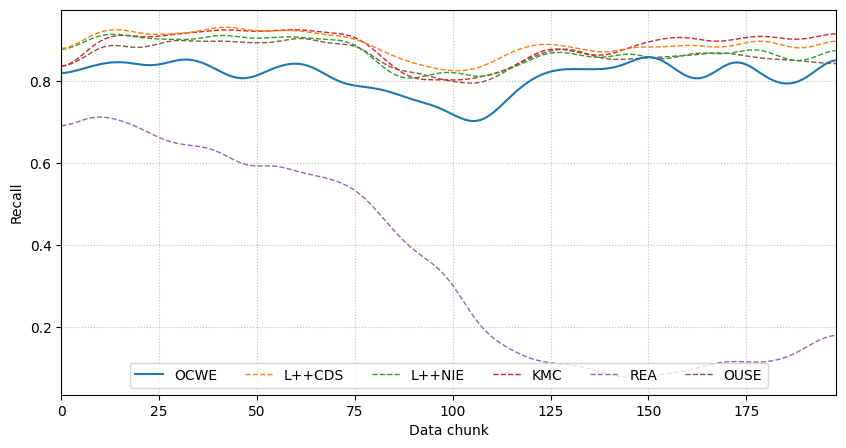 Recall
0.8
0.6
0.4
0.2
OCWE L++CDS L++NIE KMC REA OUSE
0 25 50 75 100 125 150 175
Data chunk